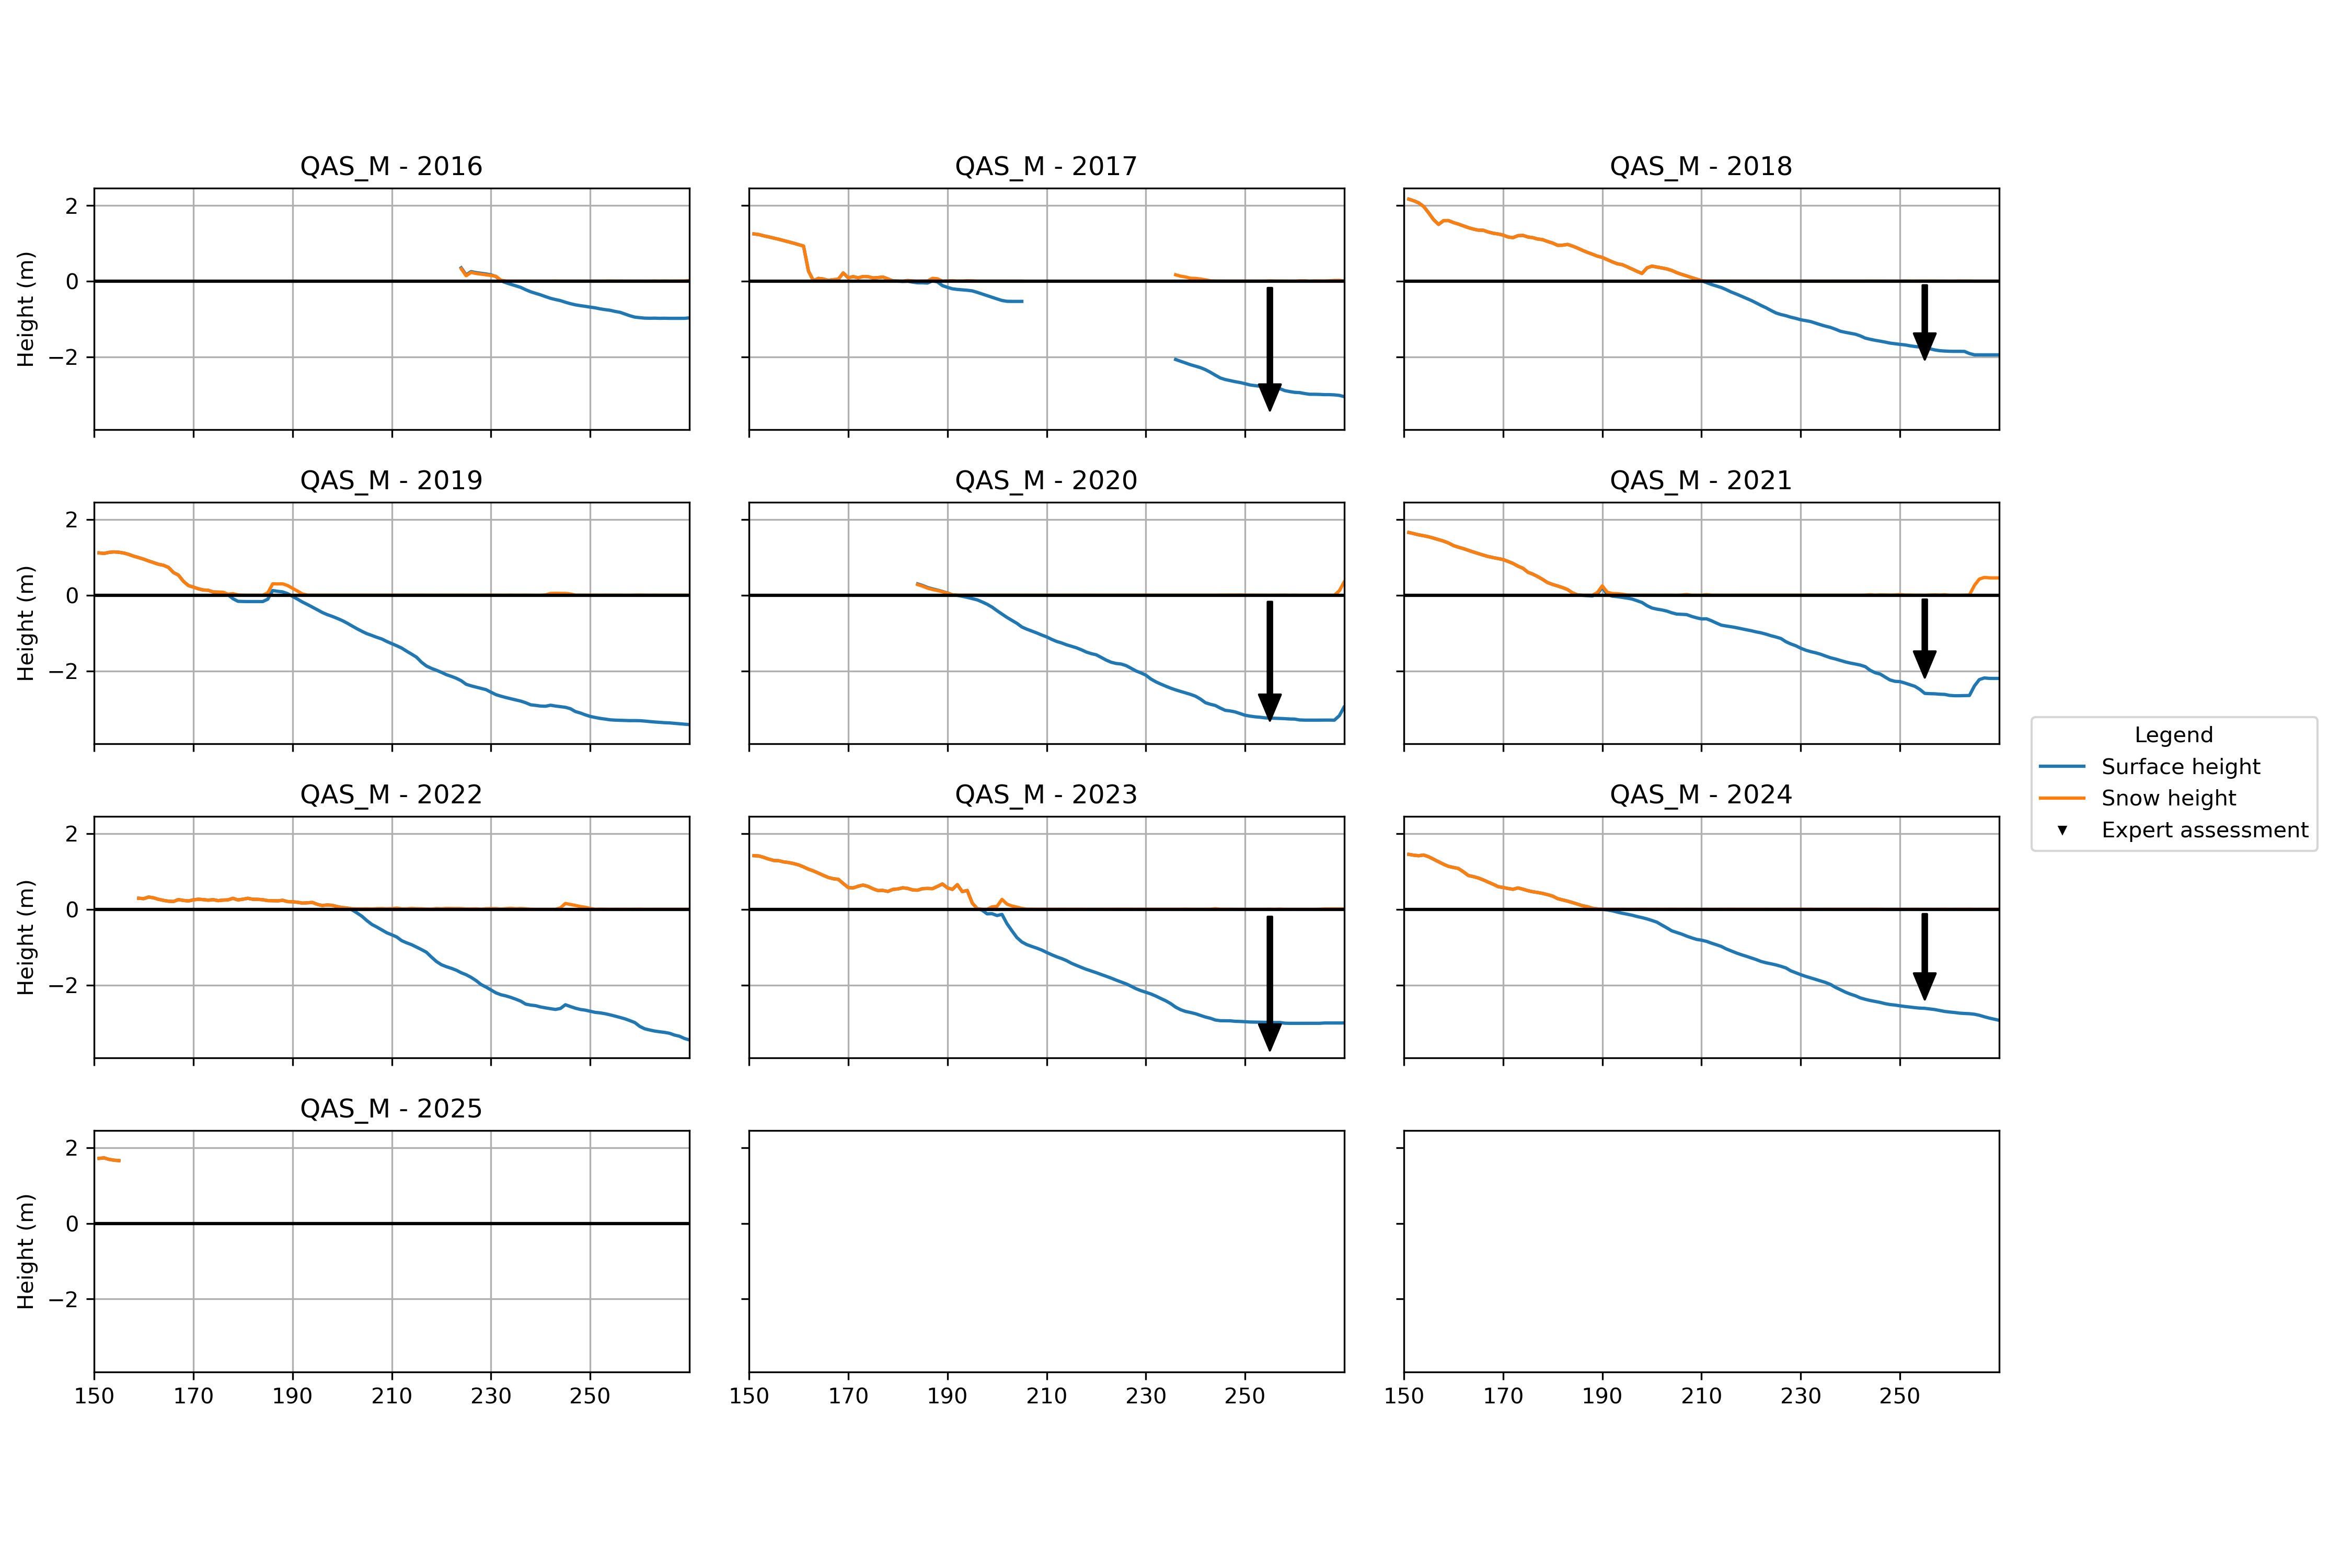 QAS_M - 2016
QAS_M - 2017
QAS_M - 2018
2
0
−2
Height (m)
QAS_M - 2019
QAS_M - 2020
QAS_M - 2021
2
0
−2
Height (m)
Legend
Surface height
Snow height
Expert assessment
QAS_M - 2022
QAS_M - 2023
QAS_M - 2024
2
0
−2
Height (m)
QAS_M - 2025
2
0
−2
Height (m)
150 170 190 210 230 250
150 170 190 210 230 250
150 170 190 210 230 250